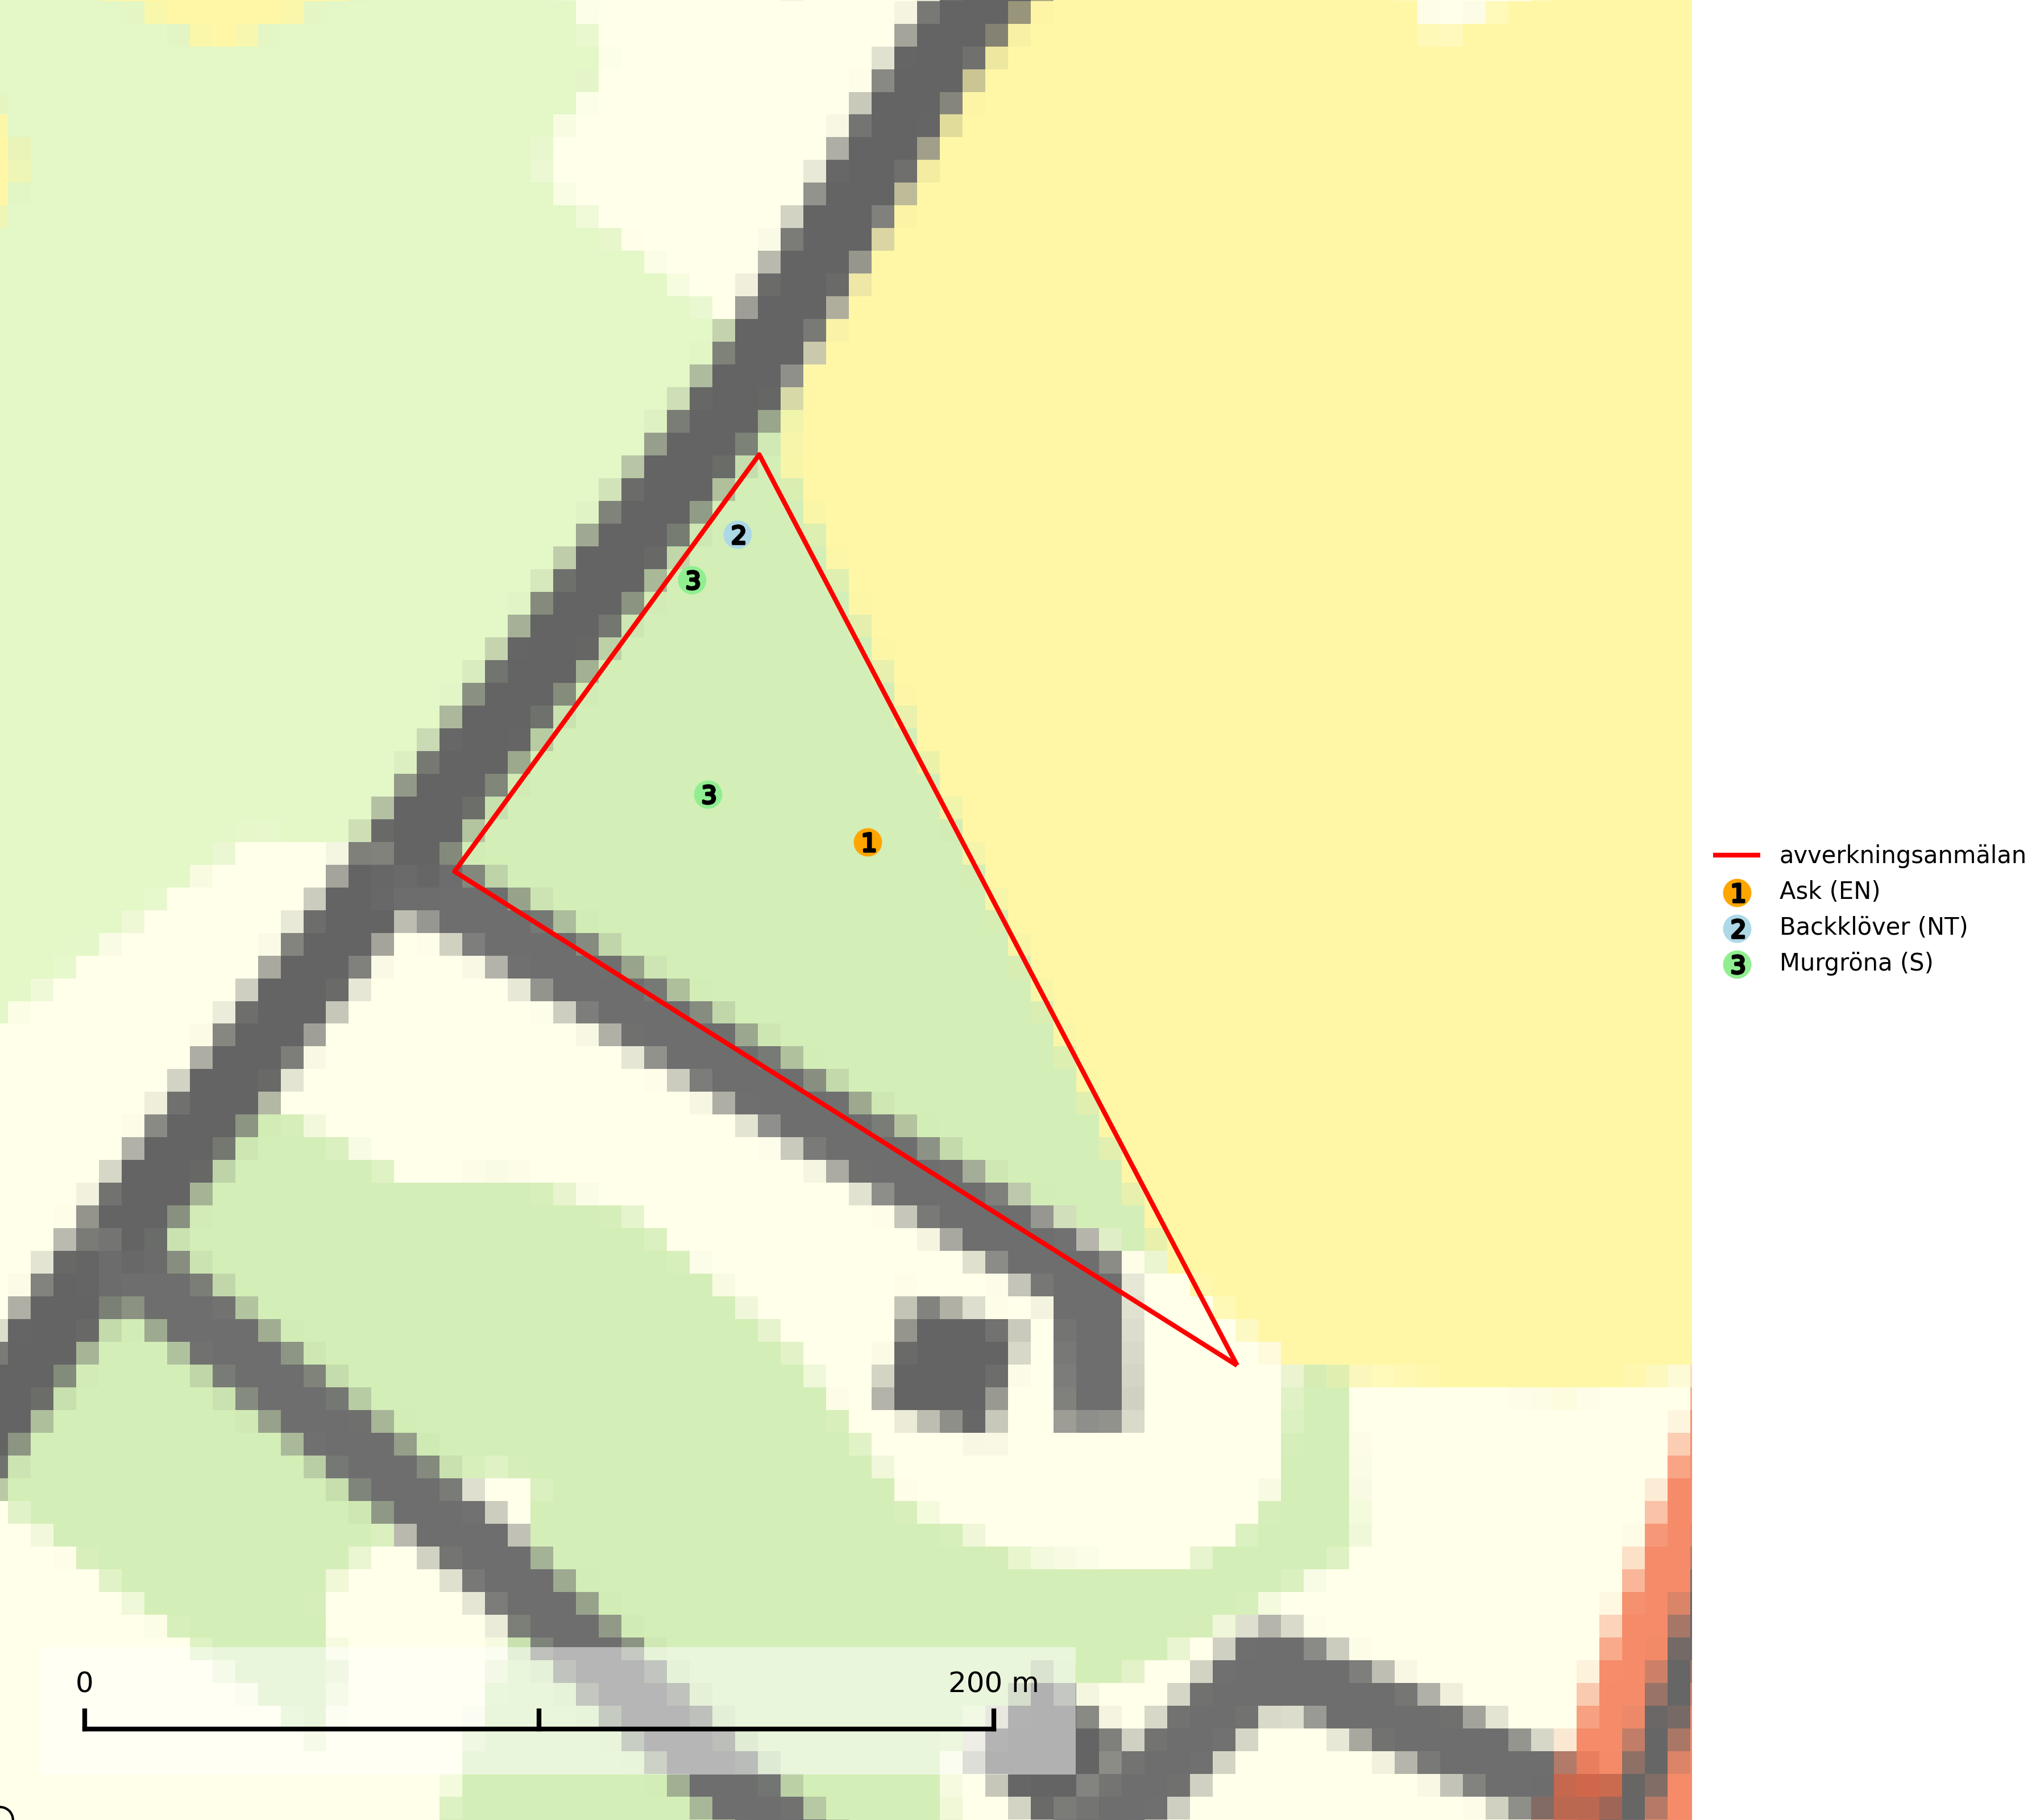 2
3
3
1
avverkningsanmälan
1 Ask (EN)
2 Backklöver (NT)
3 Murgröna (S)
0 200 m